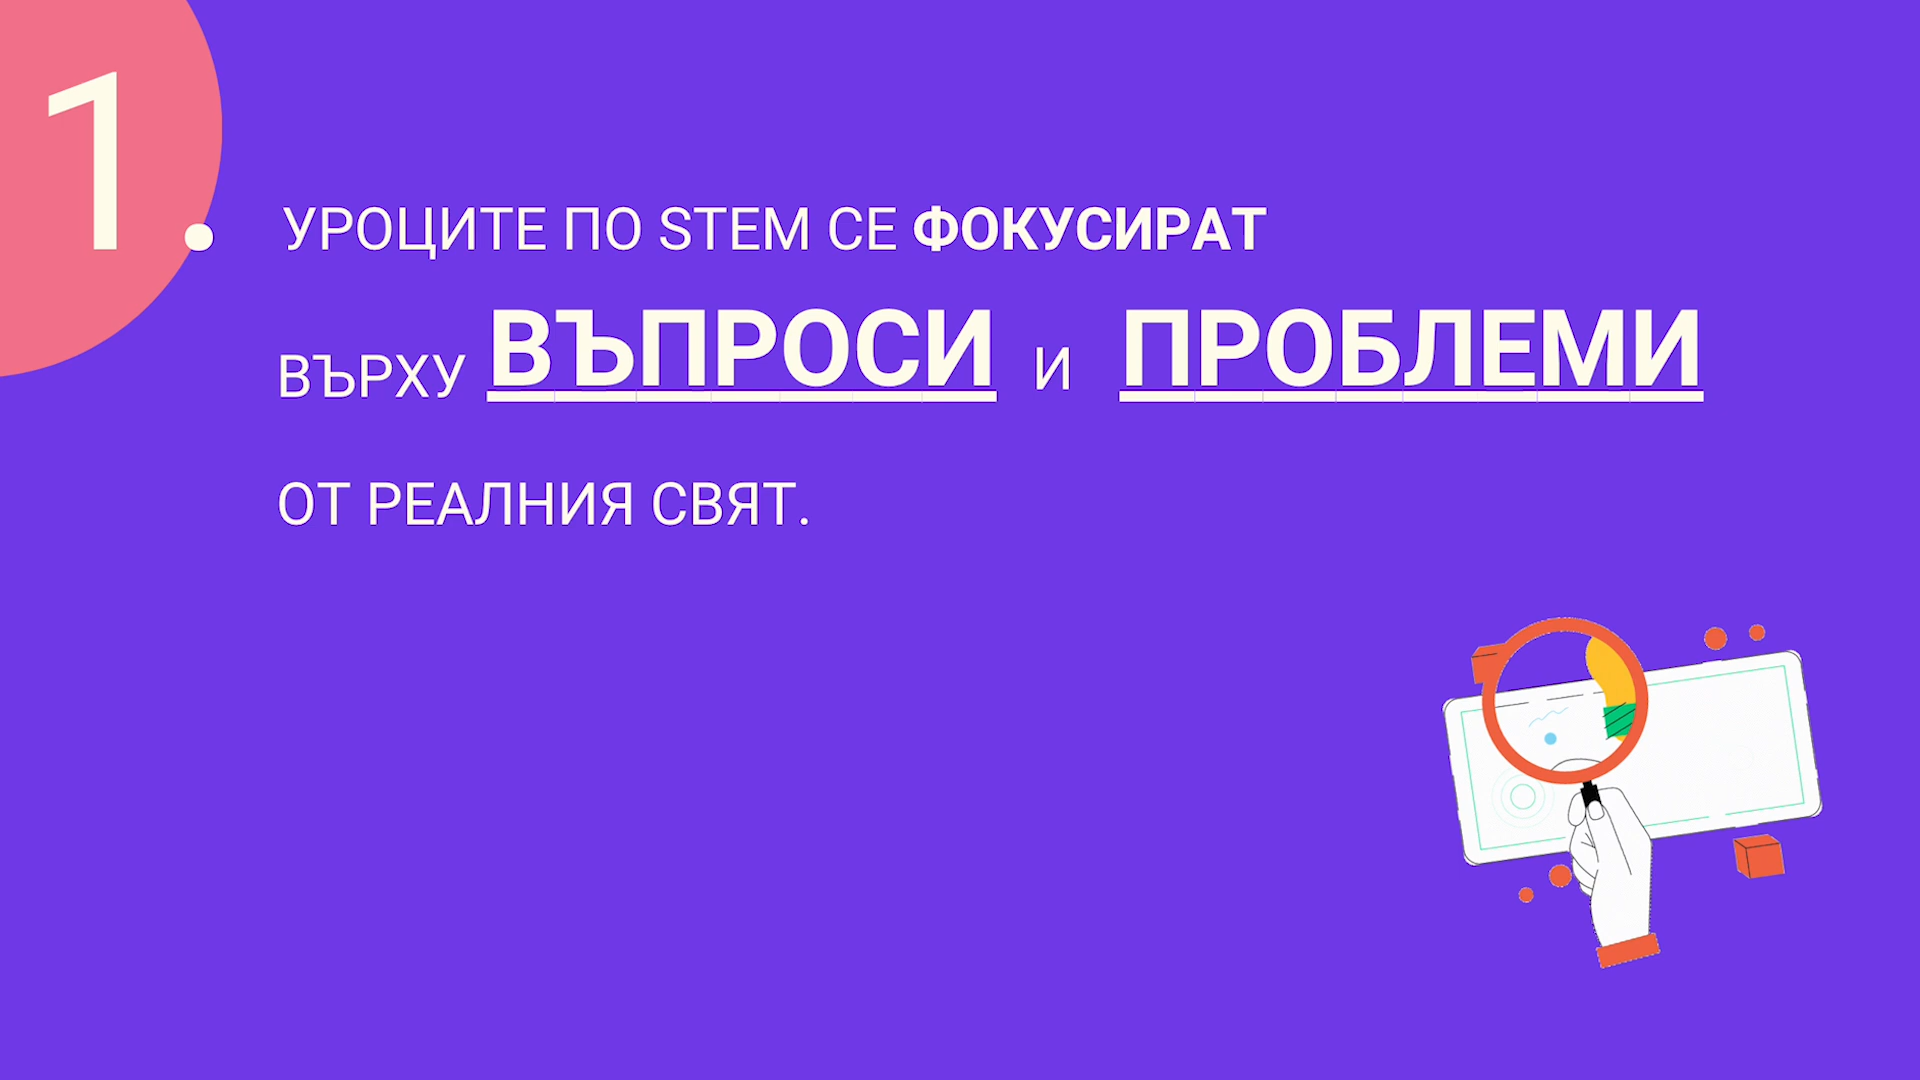 1.
УРОЦИТЕ ПО STEM СЕ ФОКУСИРАТ
ВЪРХУ ВЪПРОСИ И ПРОБЛЕМИ
ОТ РЕАЛНИЯ СВЯТ.